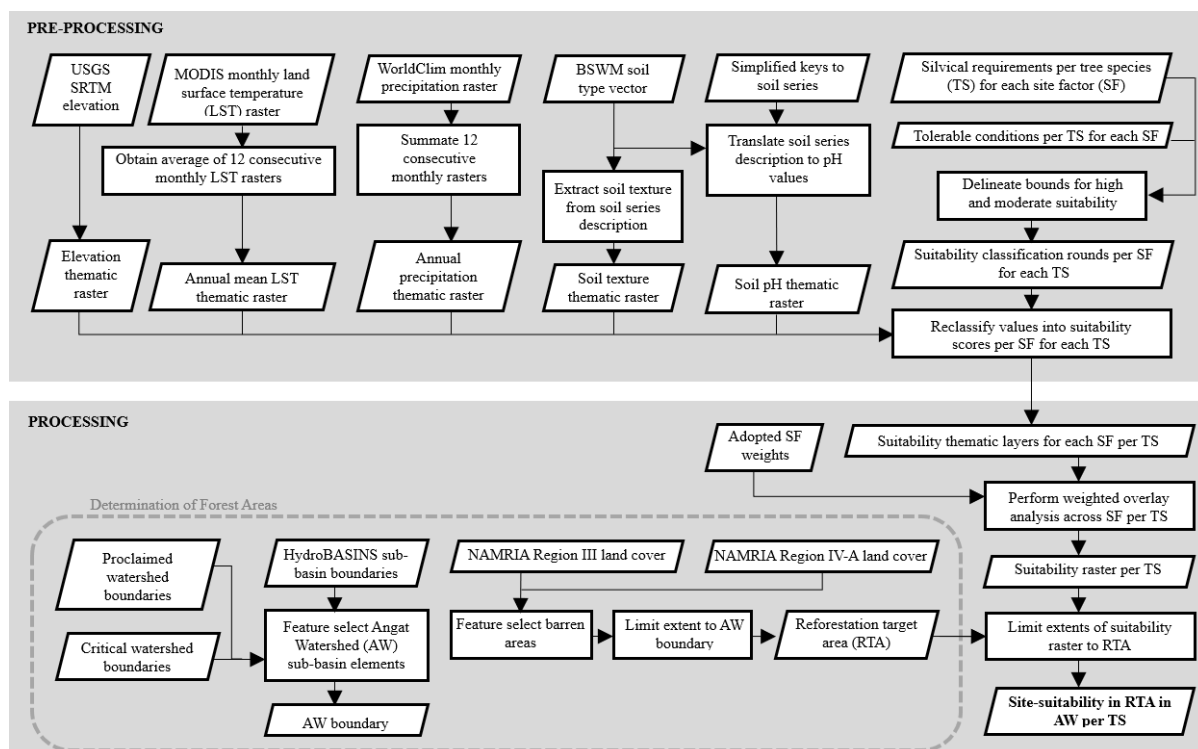 PRE-PROCESSING
USGS
SRTM
elevation
MODIS monthly land
surface temperature
(LST) raster
WorldClim monthly
precipitation raster
BSWM soil
type vector
Simplified keys to
soil series
Silvical requirements per tree species
(TS) for each site factor (SF)
Tolerable conditions per TS for each SF
Obtain average of 12 consecutive
monthly LST rasters
Summate 12
consecutive
monthly rasters
Translate soil series
description to pH
values
Extract soil texture
from soil series
description
Delineate bounds for high
and moderate suitability
Elevation
thematic
raster
Annual mean LST
thematic raster
Annual
precipitation
thematic raster
Soil texture
thematic raster
Soil pH thematic
raster
Suitability classification rounds per SF
for each TS
Reclassify values into suitability
scores per SF for each TS
PROCESSING
Adopted SF
weights
Suitability thematic layers for each SF per TS
Perform weighted overlay
analysis across SF per TS
Suitability raster per TS
Determination of Forest Areas
Proclaimed
watershed
boundaries
HydroBASINS sub-
basin boundaries
NAMRIA Region III land cover
NAMRIA Region IV-A land cover
Critical watershed
boundaries
Feature select Angat
Watershed (AW)
sub-basin elements
Feature select barren
areas
Limit extent to AW
boundary
Reforestation target
area (RTA)
Limit extents of suitability
raster to RTA
AW boundary
Site-suitability in RTA in
AW per TS